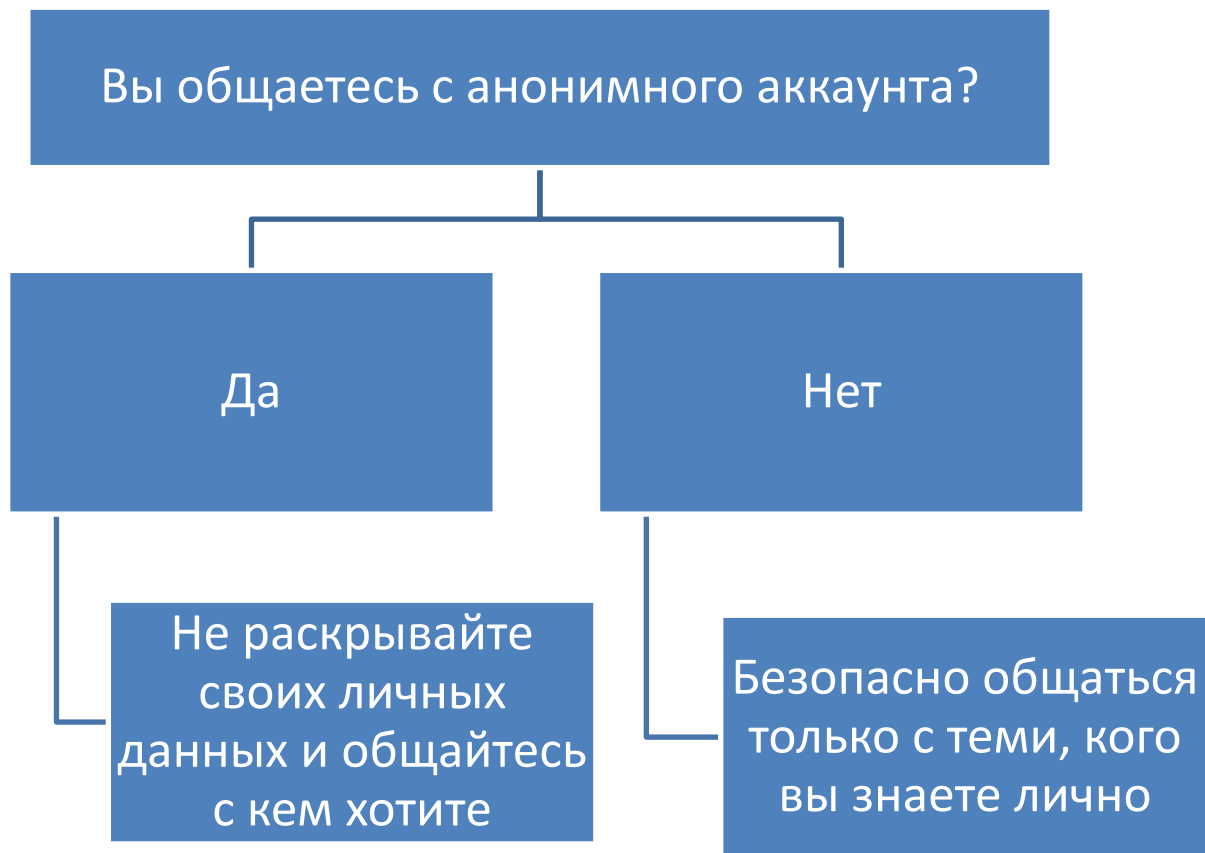 Вы общаетесь с анонимного аккаунта?
Да
Нет
Не раскрывайте
своих личных
данных и общайтесь
с кем хотите
Безопасно общаться
только с теми, кого
вы знаете лично